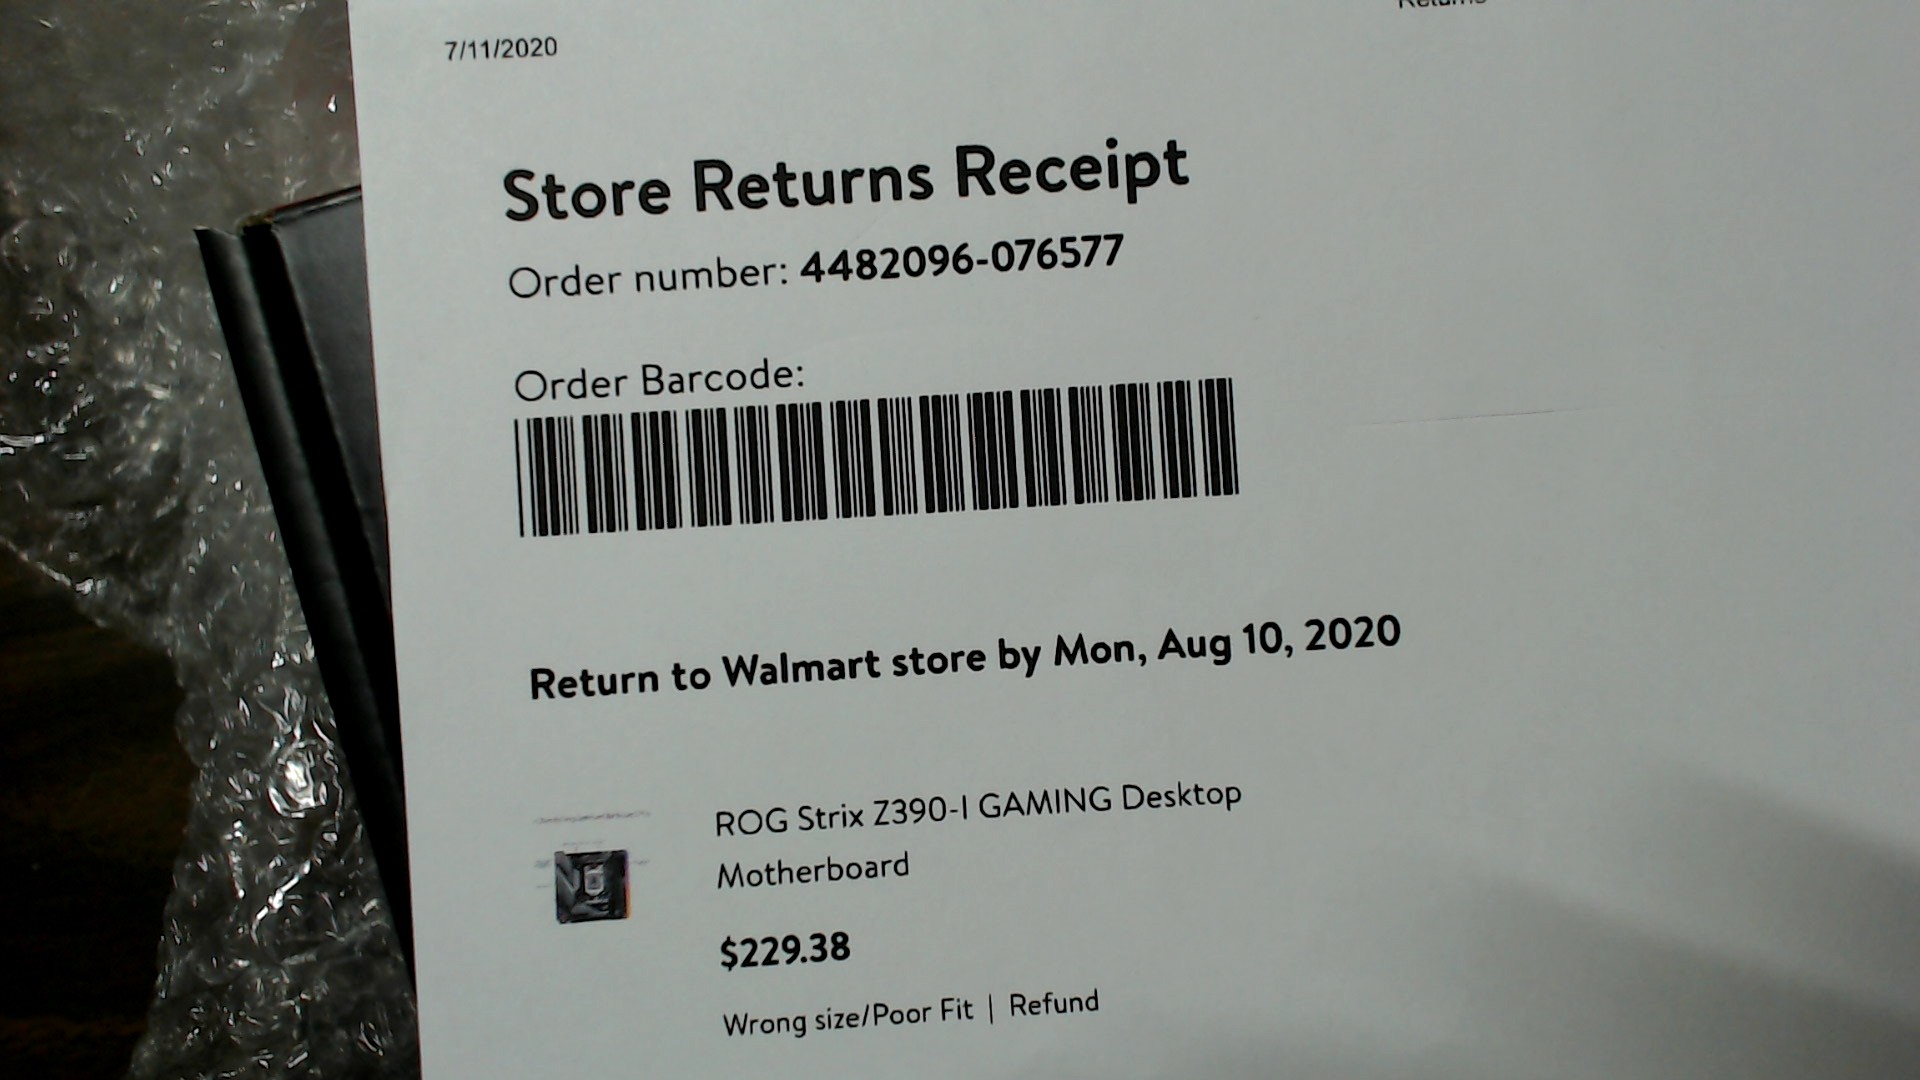 Returns
7/11/2020
Store Returns Receipt
Order number: 4482096-076577
Order Barcode:
Return to Walmart store by Mon, Aug 10, 2020
ROG Strix Z390-I GAMING Desktop
Motherboard
$229.38
Wrong size/Poor Fit | Refund